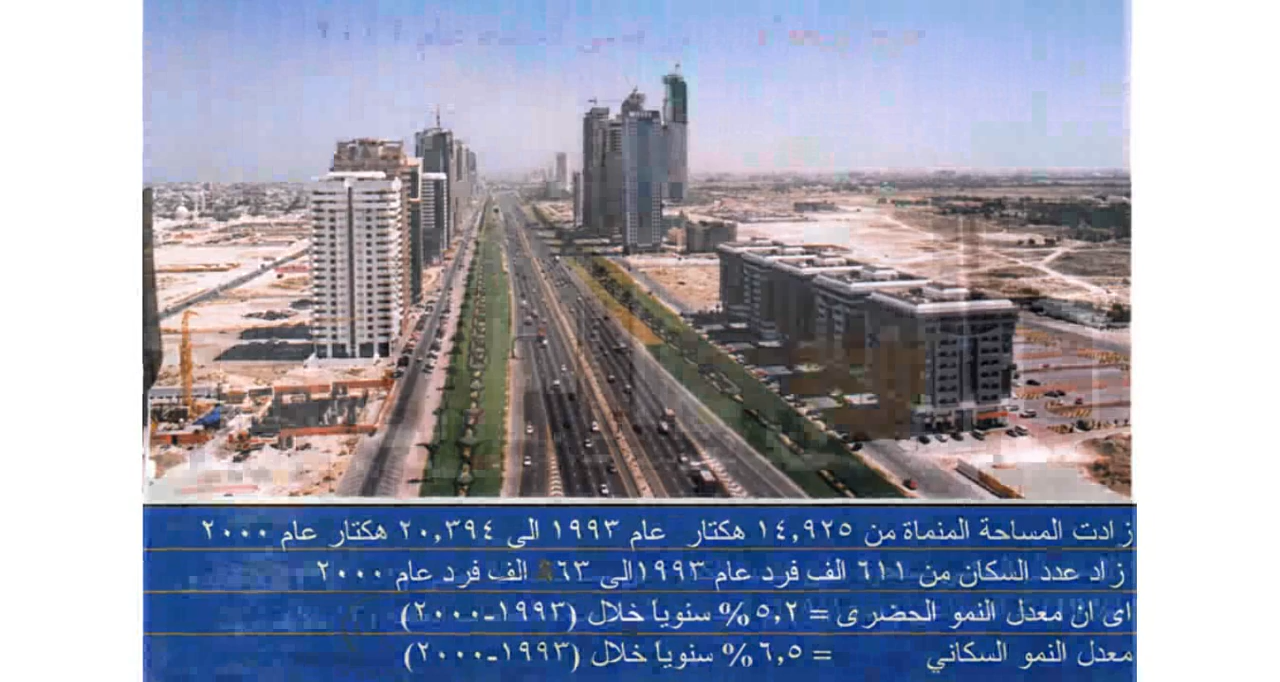 زادت المساحة المنماة من ١٤,٩٢٥ هكتار عام ١٩٩٣ الى ٢٠,٣٩٤ هكتار عام ٢٠٠٠
زاد عدد السكان من ٦١١ الف فرد عام ١٩٩٣الى ٦٣ الف فرد عام ٢٠٠٠
اى ان معدل النمو الحضرى = ٥,٢ % سنوياً خلال (١٩٩٣-٢٠٠٠)
معدل النمو السكاني = ٦,٥ % سنوياً خلال (١٩٩٣-٢٠٠٠)